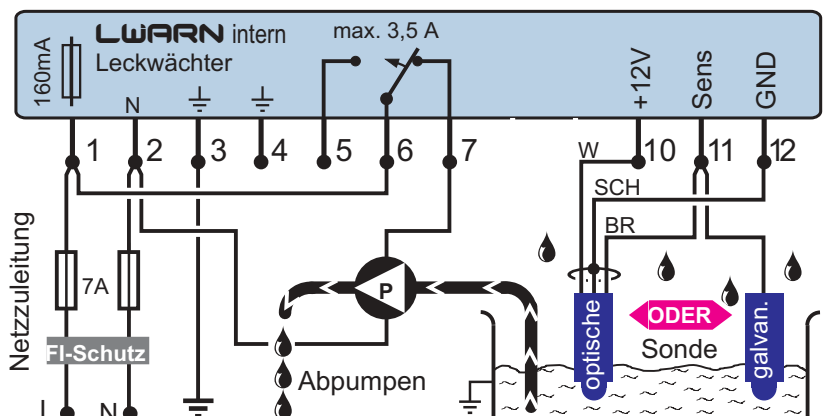 LWARN intern
Leckwächter
160mA
N
max. 3,5 A
+12V
Sens
GND
1
2
3
4
5
6
7
10
11
12
W
SCH
BR
Netzzuleitung
7A
FI-Schutz
L
N
P
Abpumpen
optische
ODER
Sonde
galvan.